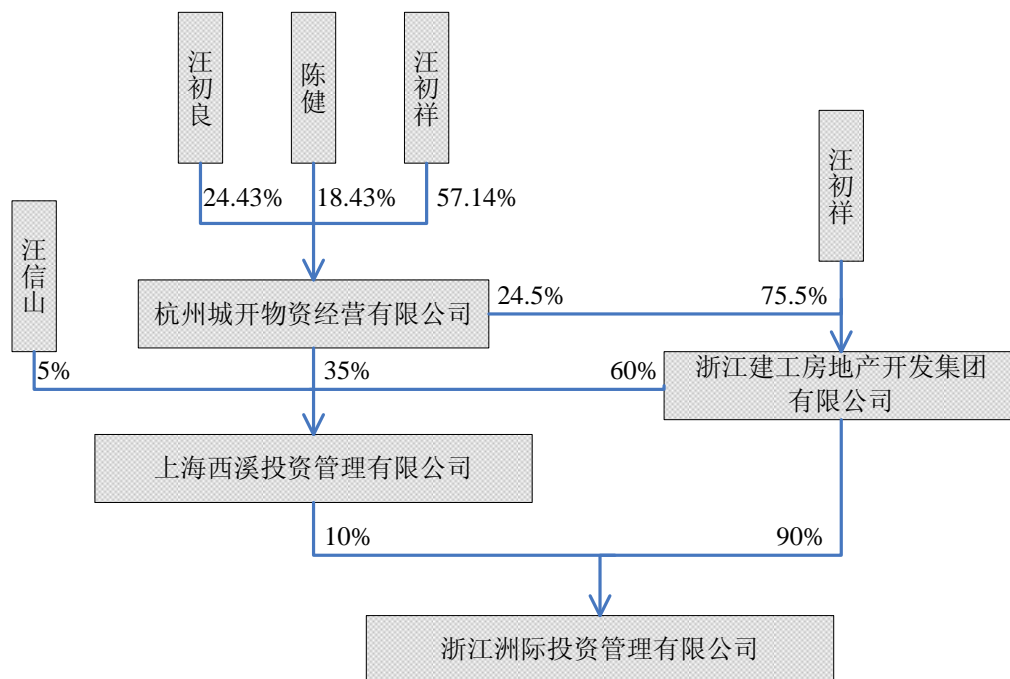 汪初良
陈健
汪初祥
汪初祥
24.43%
18.43%
57.14%
汪信山
杭州城开物资经营有限公司
24.5%
75.5%
5%
35%
60%
浙江建工房地产开发集团
有限公司
上海西溪投资管理有限公司
10%
90%
浙江洲际投资管理有限公司